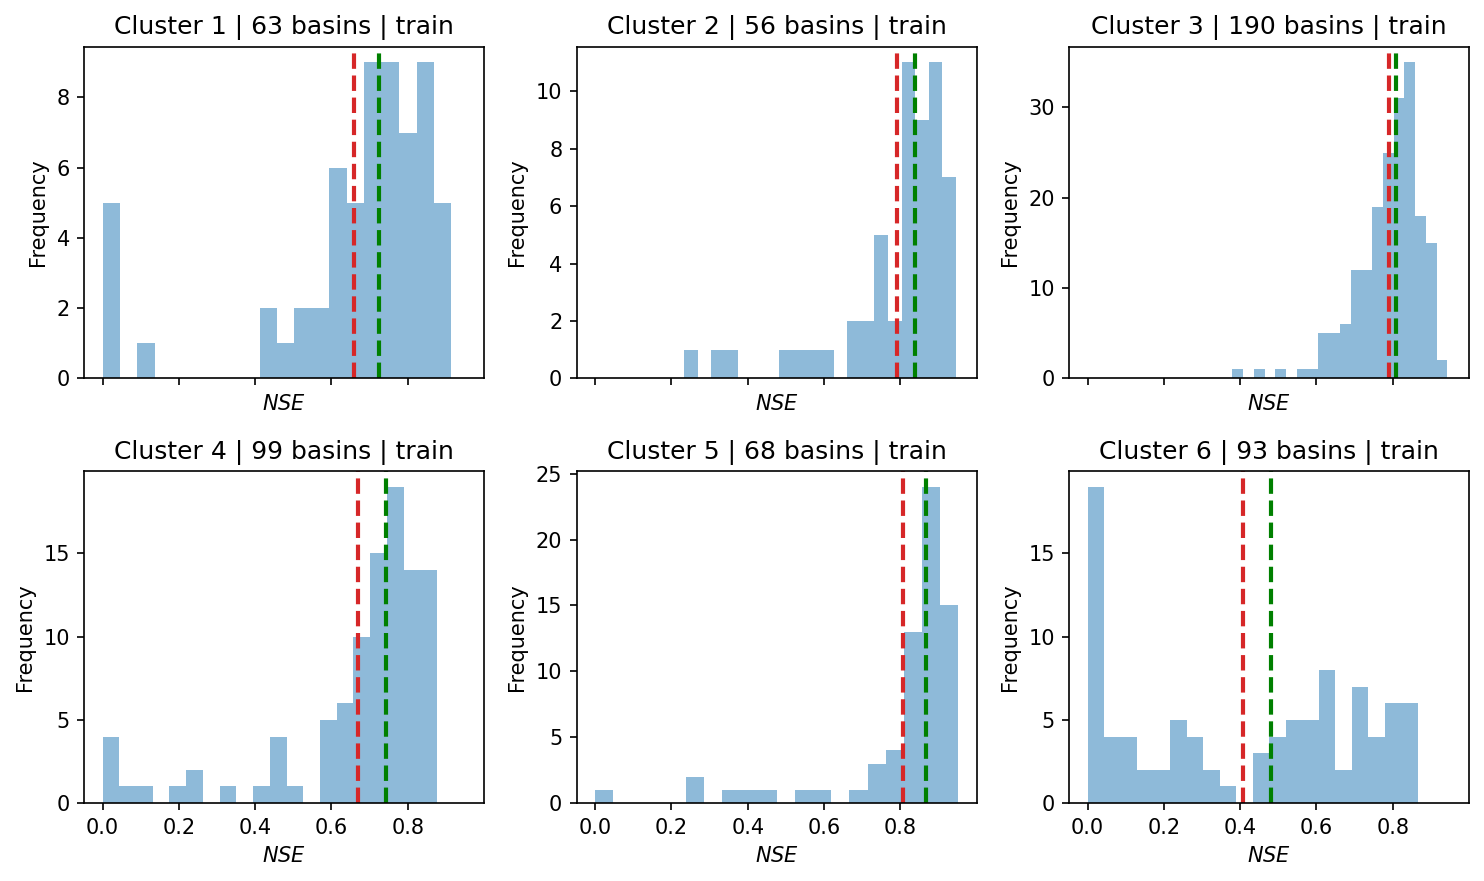 Cluster 1 | 63 basins | train
8
6
4
2
0
Frequency
NSE
Cluster 2 | 56 basins | train
10
8
6
4
2
0
Frequency
NSE
Cluster 3 | 190 basins | train
30
20
10
0
Frequency
NSE
Cluster 4 | 99 basins | train
15
10
5
0
Frequency
0.0 0.2 0.4 0.6 0.8
NSE
Cluster 5 | 68 basins | train
25
20
15
10
5
0
Frequency
0.0 0.2 0.4 0.6 0.8
NSE
Cluster 6 | 93 basins | train
15
10
5
0
Frequency
0.0 0.2 0.4 0.6 0.8
NSE